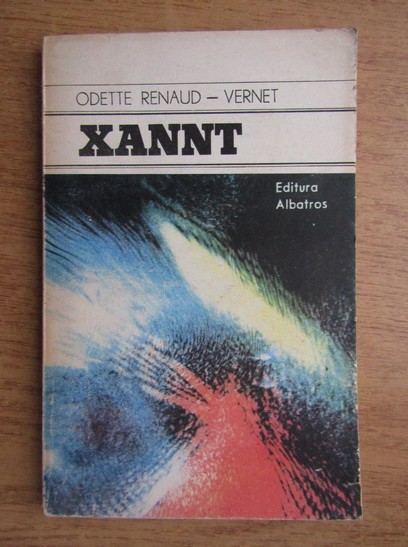 ODETTE RENAUD – VERNET
XANNT
Editura
Albatros